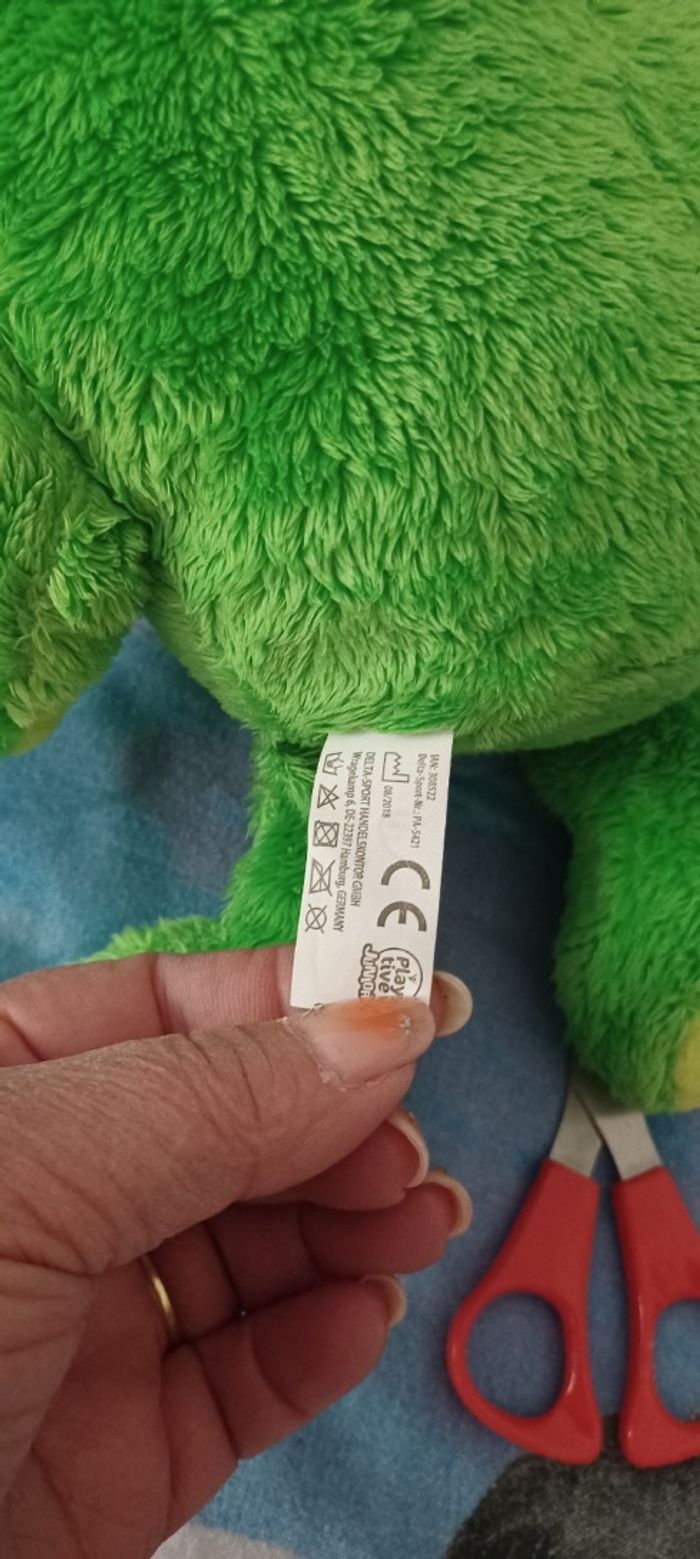 IAN: 308522
Delta-Sport-Nr.: PA-5421
08/2018
CE
Play
tive
JUNIOR
DELTA-SPORT HANDELSKONTOR GMBH
Wragekamp 6, DE-22397 Hamburg, GERMANY